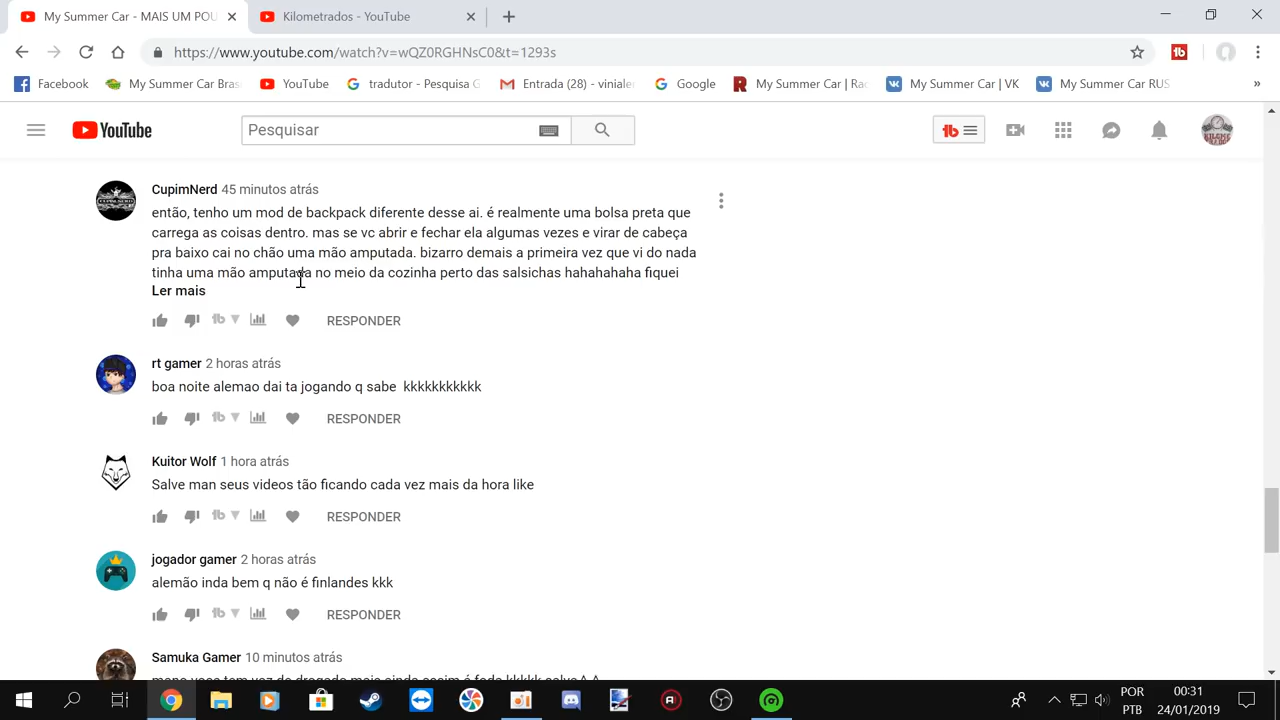 My Summer Car - MAIS UM POU
Kilometrados - YouTube
https://www.youtube.com/watch?v=wQZ0RGHNsC0&t=1293s
Facebook
My Summer Car Bras
YouTube
tradutor - Pesquisa G
Entrada (28) - vinialer
Google
My Summer Car | Rac
My Summer Car | VK
My Summer Car RUS
»
YouTube
Pesquisar
CupimNerd 45 minutos atrás
então, tenho um mod de backpack diferente desse ai. é realmente uma bolsa preta que
carrega as coisas dentro. mas se vc abrir e fechar ela algumas vezes e virar de cabeça
pra baixo cai no chão uma mão amputada. bizarro demais a primeira vez que vi do nada
tinha uma mão amputada no meio da cozinha perto das salsichas hahahahaha fiquei
Ler mais
RESPONDER
rt gamer 2 horas atrás
boa noite alemao dai ta jogando q sabe kkkkkkkkkkk
RESPONDER
Kuitor Wolf 1 hora atrás
Salve man seus videos tão ficando cada vez mais da hora like
RESPONDER
jogador gamer 2 horas atrás
alemão inda bem q não é finlandes kkk
RESPONDER
Samuka Gamer 10 minutos atrás
POR 00:31
PTB 24/01/2019